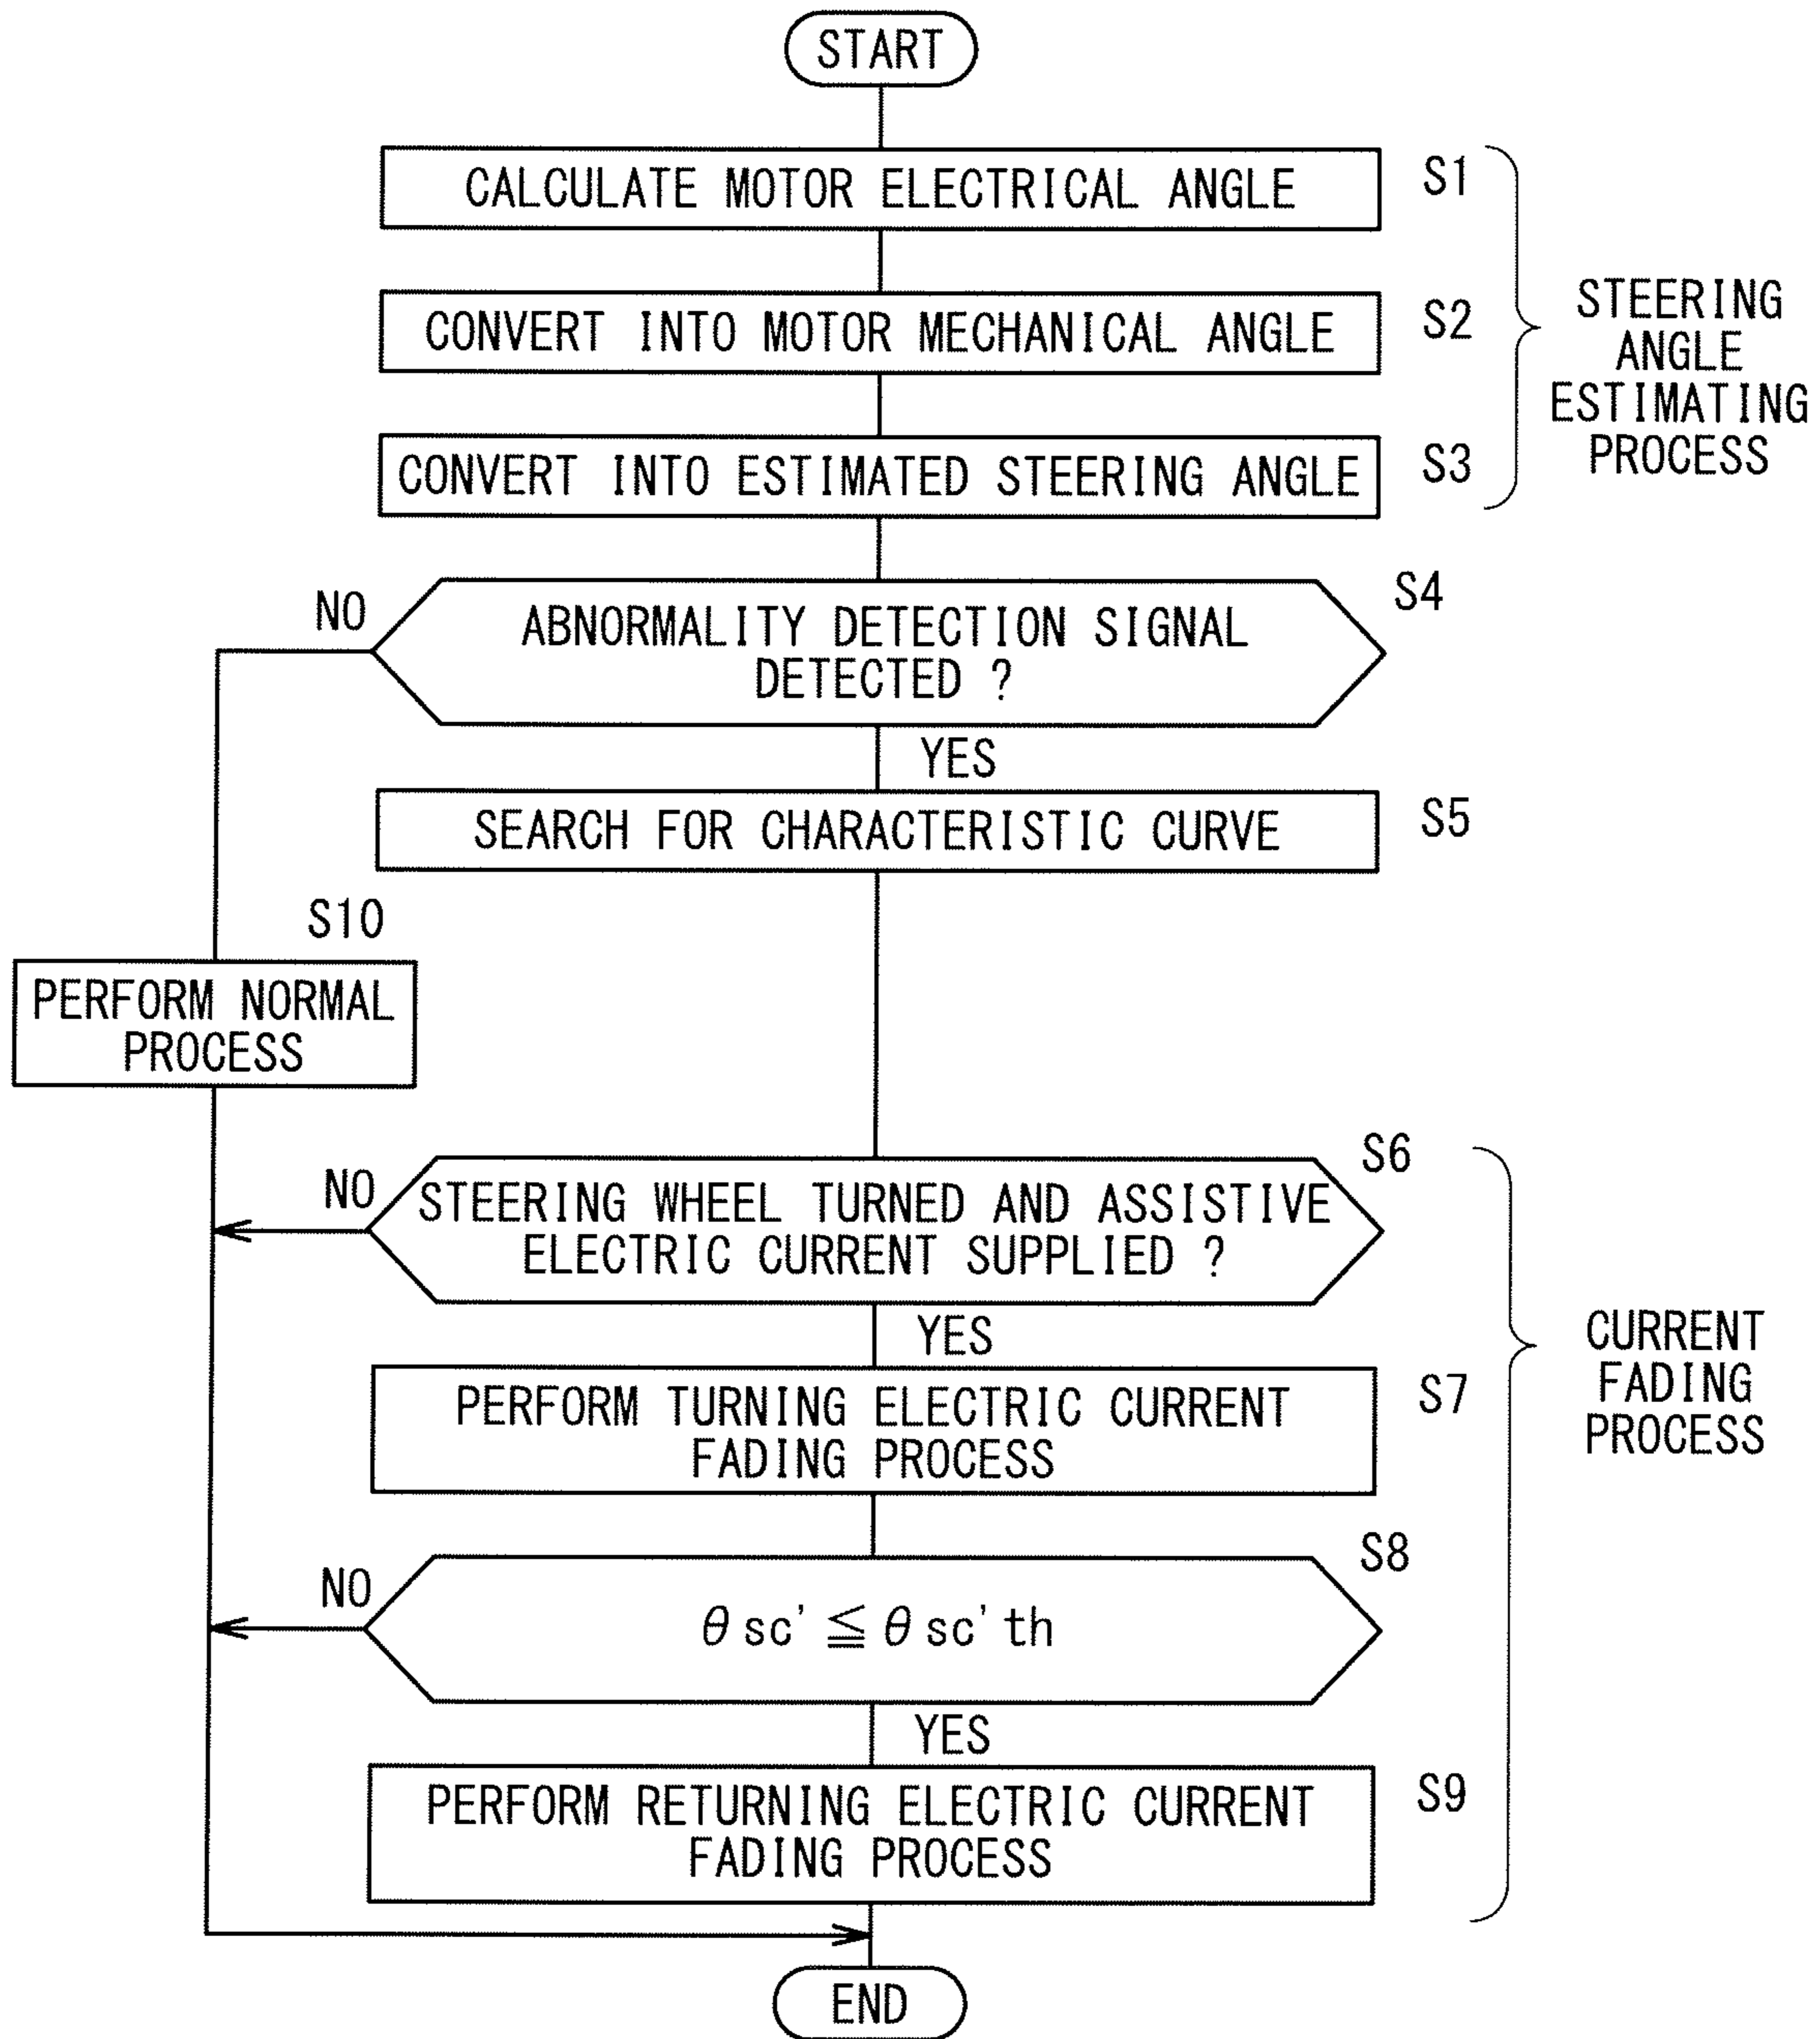 START
CALCULATE MOTOR ELECTRICAL ANGLE
S1
CONVERT INTO MOTOR MECHANICAL ANGLE
S2
CONVERT INTO ESTIMATED STEERING ANGLE
S3
STEERING
ANGLE
ESTIMATING
PROCESS
ABNORMALITY DETECTION SIGNAL
DETECTED ?
S4
NO
YES
SEARCH FOR CHARACTERISTIC CURVE
S5
S10
PERFORM NORMAL
PROCESS
STEERING WHEEL TURNED AND ASSISTIVE
ELECTRIC CURRENT SUPPLIED ?
S6
NO
YES
PERFORM TURNING ELECTRIC CURRENT
FADING PROCESS
S7
CURRENT
FADING
PROCESS
θsc' ≦ θsc'th
S8
NO
YES
PERFORM RETURNING ELECTRIC CURRENT
FADING PROCESS
S9
END